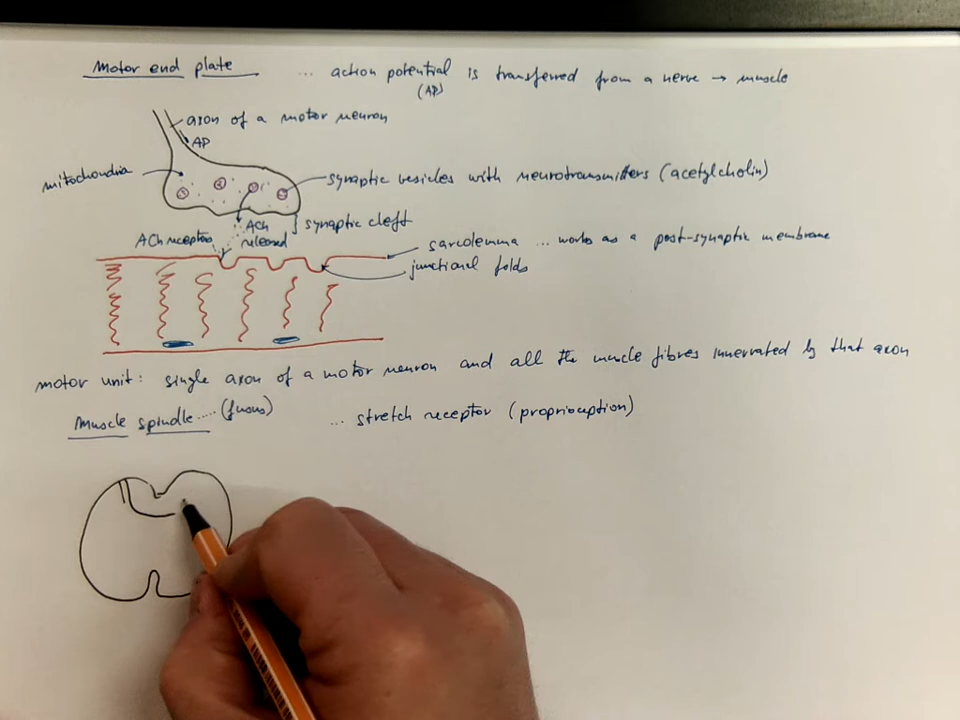 Motor end plate ... action potential is transferred from a nerve → muscle
(AP)
axon of a motor neuron
AP
mitochondria
synaptic vesicles with neurotransmitters (acetylcholin)
ACh released
synaptic cleft
ACh receptors
sarcolemma ... works as a post-synaptic membrane
junctional folds
motor unit: single axon of a motor neuron and all the muscle fibres innervated by that axon
Muscle spindle ..... (fusus) ... stretch receptor (proprioception)